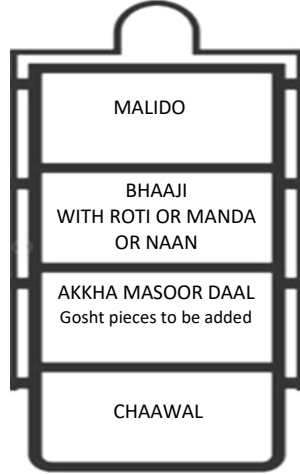 MALIDO
BHAAJI
WITH ROTI OR MANDA
OR NAAN
AKKHA MASOOR DAAL
Gosht pieces to be added
CHAAWAL